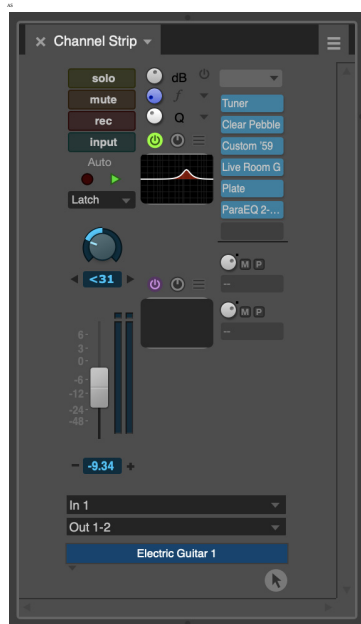 A5
Channel Strip
solo
mute
rec
input
Auto
Latch
<31
dB
f
Q
Tuner
Clear Pebble
Custom '59
Live Room G
Plate
ParaEQ 2-...
M P
--
M P
--
6-
3-
0-
-6-
-12-
-24-
-48-
-9.34
In 1
Out 1-2
Electric Guitar 1